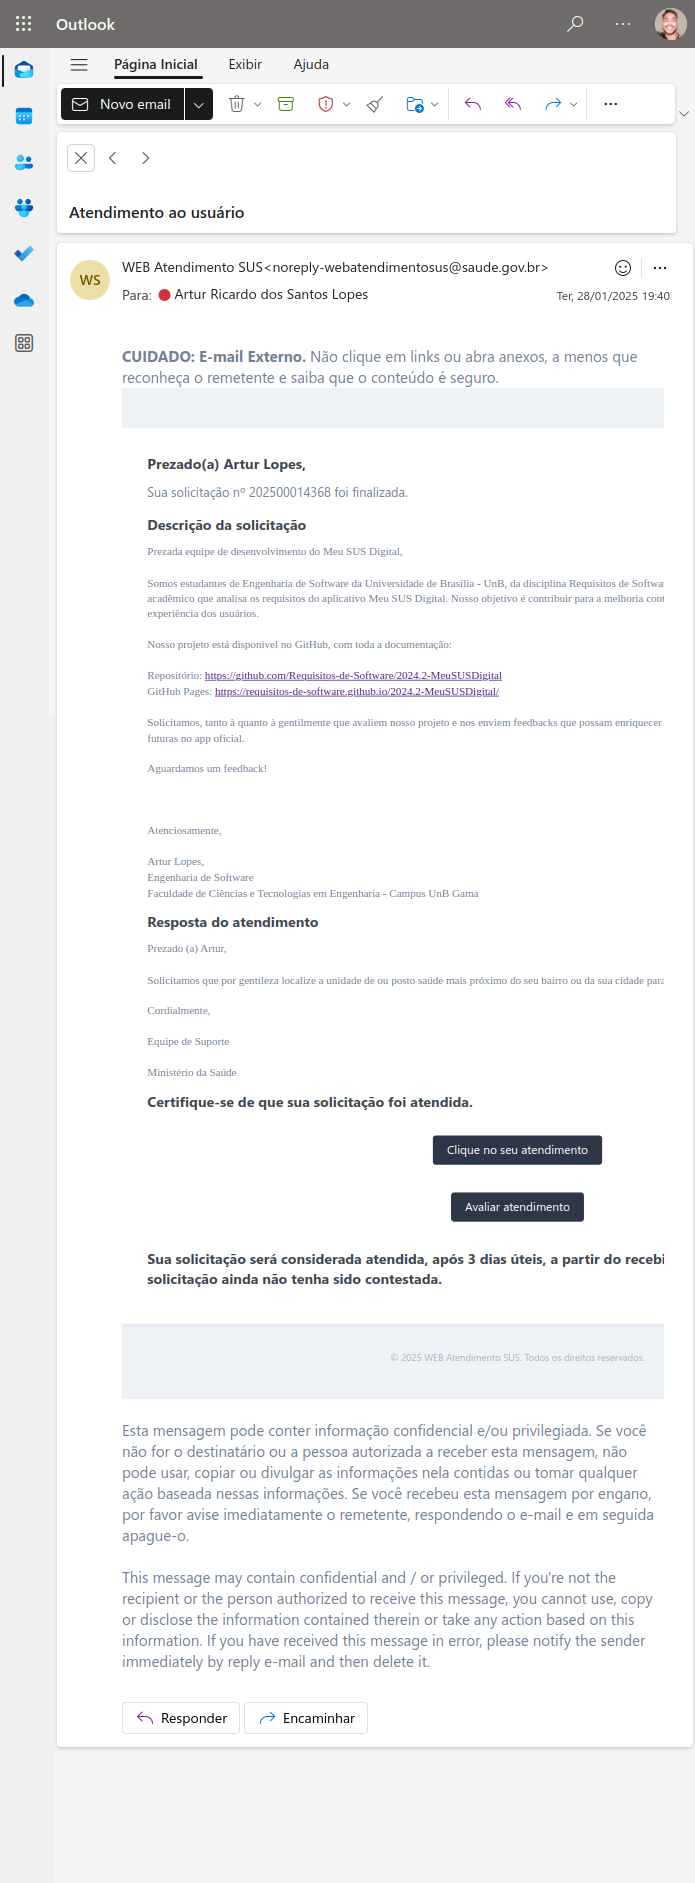 Outlook
Página Inicial Exibir Ajuda
Novo email
Atendimento ao usuário
WS
WEB Atendimento SUS<noreply-webatendimentosus@saude.gov.br>
Para: Artur Ricardo dos Santos Lopes
Ter, 28/01/2025 19:40
CUIDADO: E-mail Externo. Não clique em links ou abra anexos, a menos que
reconheça o remetente e saiba que o conteúdo é seguro.
Prezado(a) Artur Lopes,
Sua solicitação nº 202500014368 foi finalizada.
Descrição da solicitação
Prezada equipe de desenvolvimento do Meu SUS Digital,
Somos estudantes de Engenharia de Software da Universidade de Brasília - UnB, da disciplina Requisitos de Softwa
acadêmico que analisa os requisitos do aplicativo Meu SUS Digital. Nosso objetivo é contribuir para a melhoria cont
experiência dos usuários.
Nosso projeto está disponível no GitHub, com toda a documentação:
Repositório: https://github.com/Requisitos-de-Software/2024.2-MeuSUSDigital
GitHub Pages: https://requisitos-de-software.github.io/2024.2-MeuSUSDigital/
Solicitamos, tanto à quanto à gentilmente que avaliem nosso projeto e nos enviem feedbacks que possam enriquecer
futuras no app oficial.
Aguardamos um feedback!
Atenciosamente,
Artur Lopes,
Engenharia de Software
Faculdade de Ciências e Tecnologias em Engenharia - Campus UnB Gama
Resposta do atendimento
Prezado (a) Artur,
Solicitamos que por gentileza localize a unidade de ou posto saúde mais próximo do seu bairro ou da sua cidade para
Cordialmente,
Equipe de Suporte
Ministério da Saúde
Certifique-se de que sua solicitação foi atendida.
Clique no seu atendimento
Avaliar atendimento
Sua solicitação será considerada atendida, após 3 dias úteis, a partir do recebi
solicitação ainda não tenha sido contestada.
© 2025 WEB Atendimento SUS. Todos os direitos reservados.
Esta mensagem pode conter informação confidencial e/ou privilegiada. Se você
não for o destinatário ou a pessoa autorizada a receber esta mensagem, não
pode usar, copiar ou divulgar as informações nela contidas ou tomar qualquer
ação baseada nessas informações. Se você recebeu esta mensagem por engano,
por favor avise imediatamente o remetente, respondendo o e-mail e em seguida
apague-o.
This message may contain confidential and / or privileged. If you're not the
recipient or the person authorized to receive this message, you cannot use, copy
or disclose the information contained therein or take any action based on this
information. If you have received this message in error, please notify the sender
immediately by reply e-mail and then delete it.
Responder Encaminhar